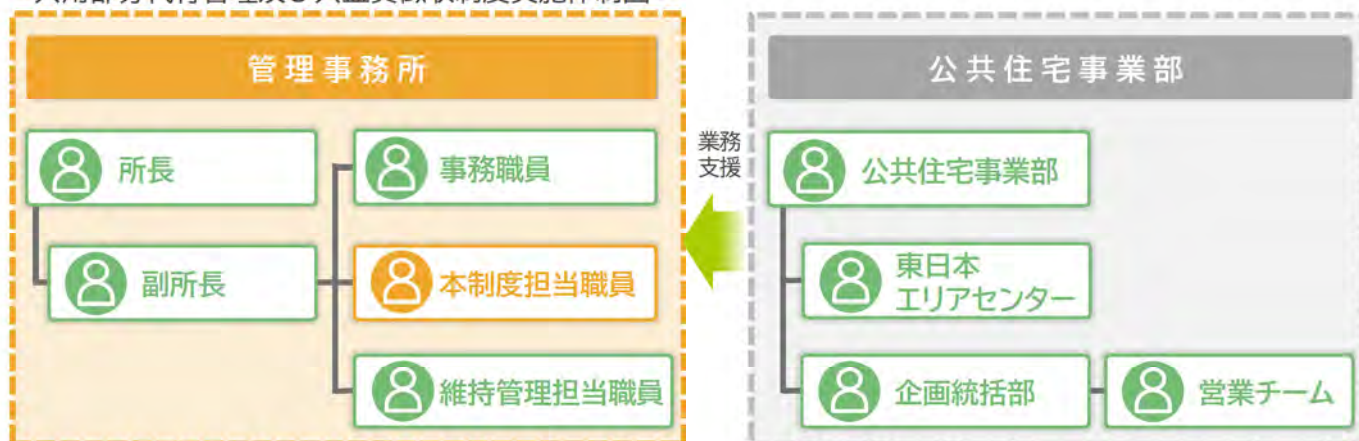 管理事務所
所長
副所長
事務職員
本制度担当職員
維持管理担当職員
業務
支援
公共住宅事業部
公共住宅事業部
東日本
エリアセンター
企画統括部
営業チーム